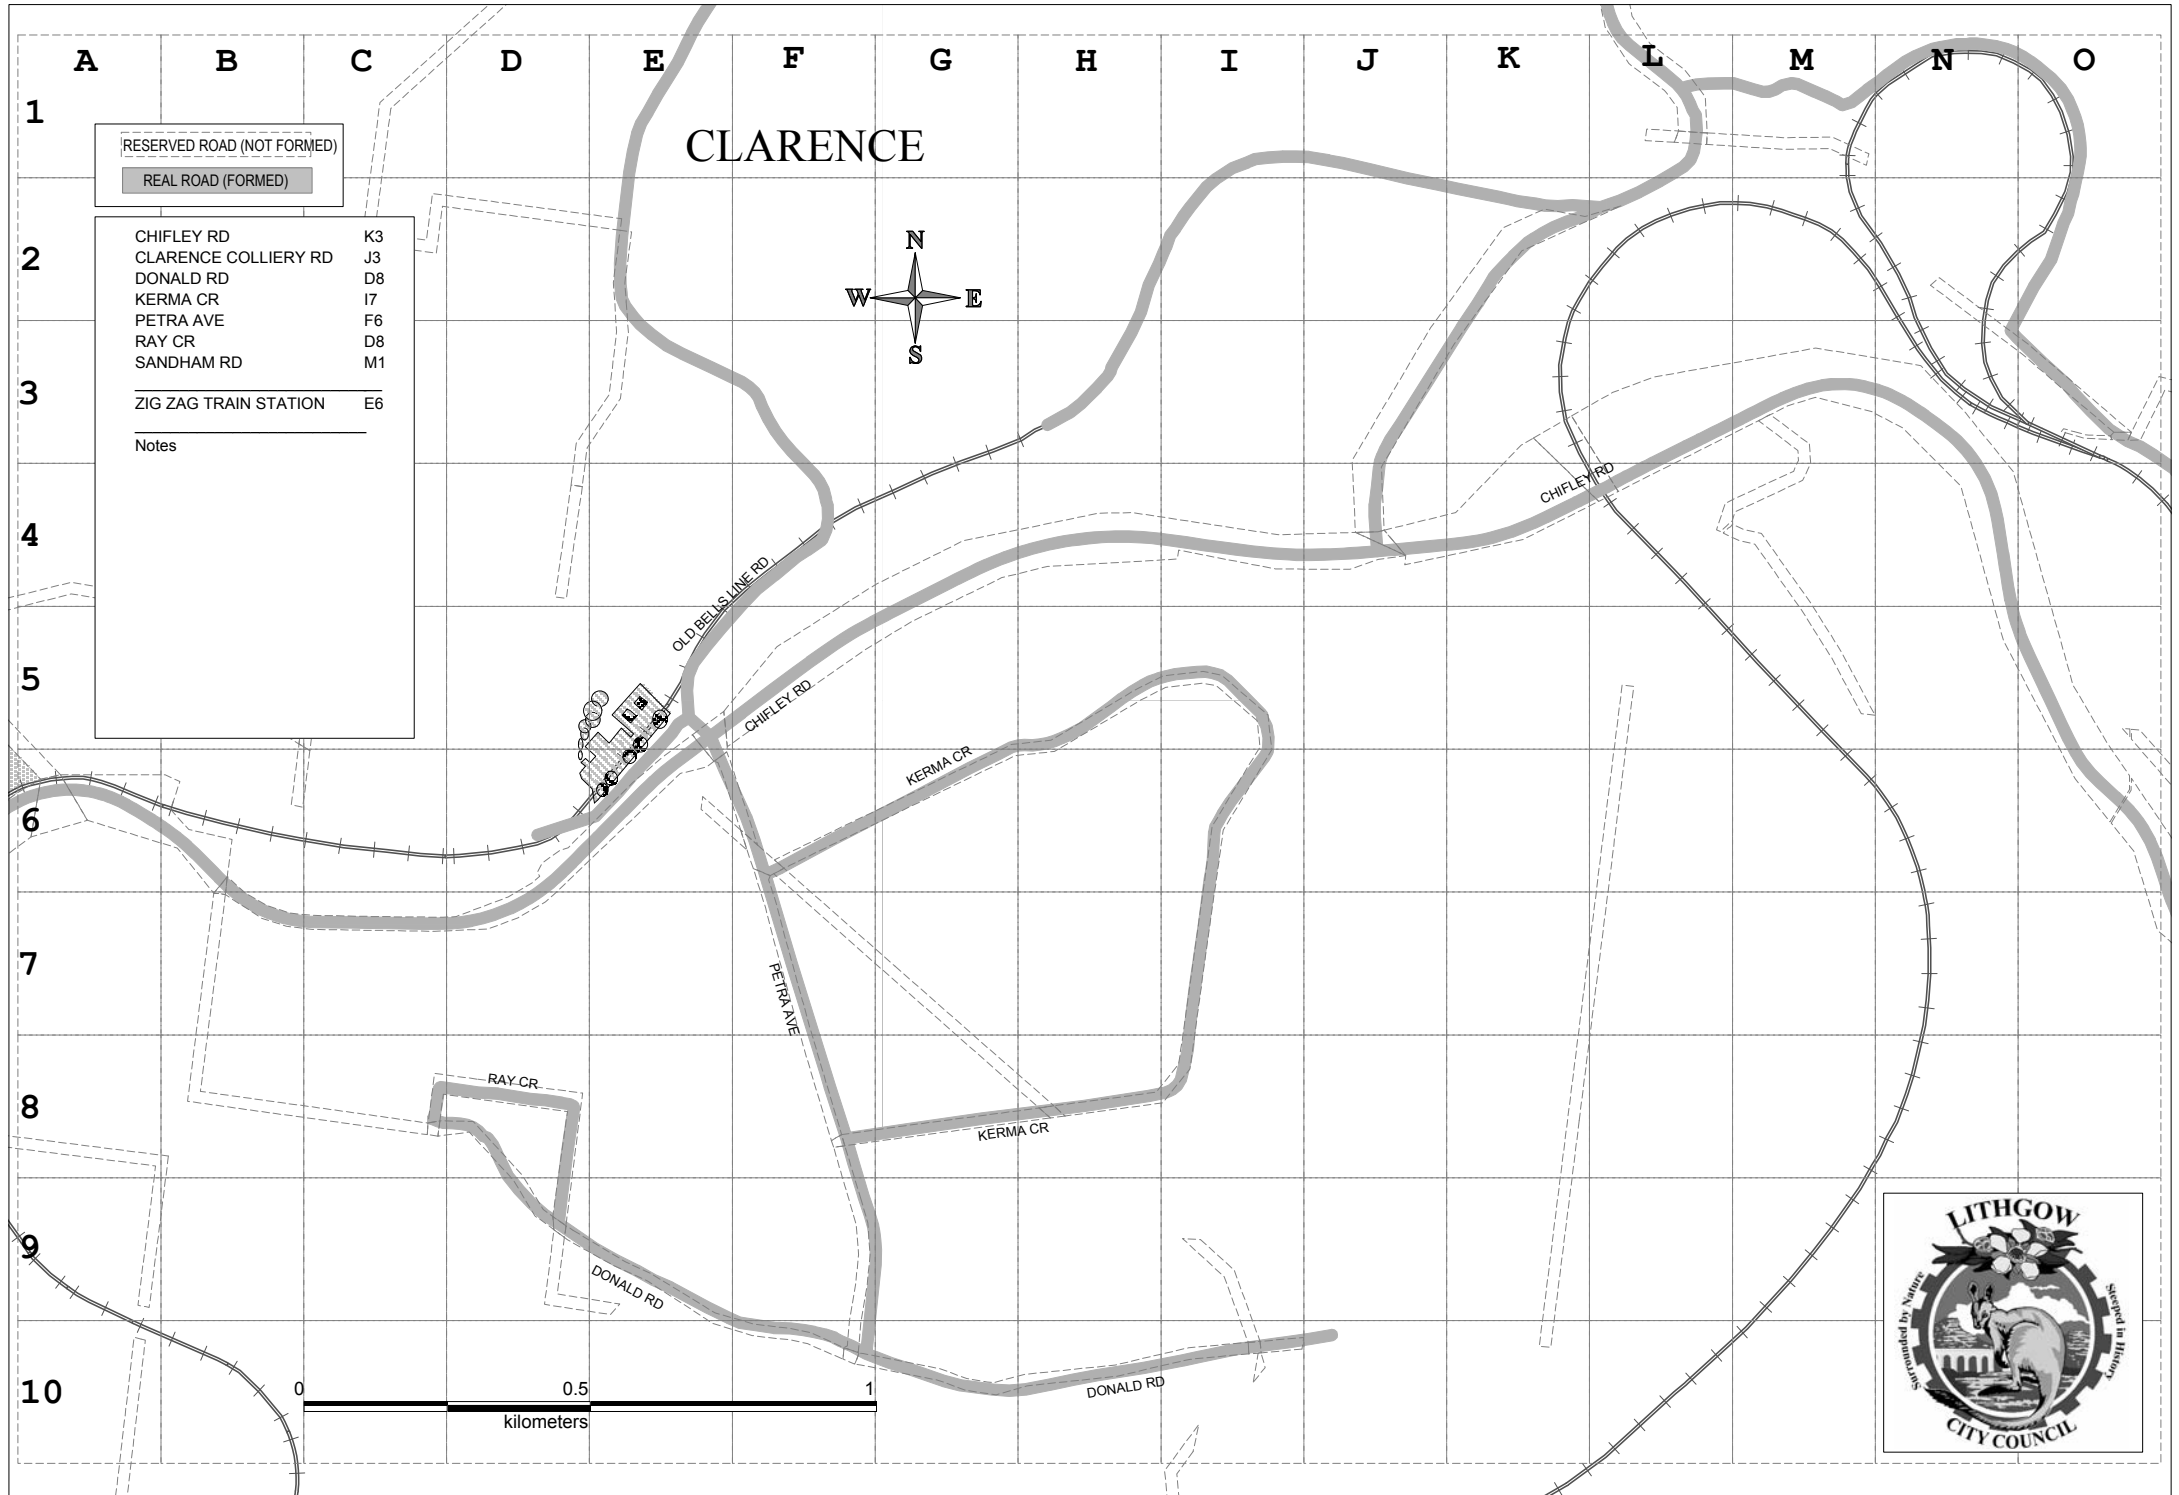 A B C D E F G H I J K L M N O
1
2
3
4
5
6
7
8
9
10
CLARENCE
RESERVED ROAD (NOT FORMED)
REAL ROAD (FORMED)
CHIFLEY RD K3
CLARENCE COLLIERY RD J3
DONALD RD D8
KERMA CR I7
PETRA AVE F6
RAY CR D8
SANDHAM RD M1
ZIG ZAG TRAIN STATION E6
Notes
N
W E
S
CHIFLEY RD
OLD BELLS LINE RD
CHIFLEY RD
KERMA CR
PETRA AVE
RAY CR
KERMA CR
DONALD RD
DONALD RD
0 0.5 1
kilometers
LITHGOW
Surrounded by Nature
Steeped in History
CITY COUNCIL